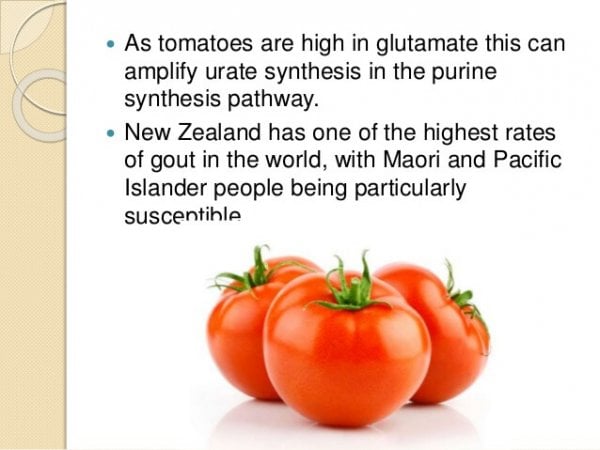 As tomatoes are high in glutamate this can
amplify urate synthesis in the purine
synthesis pathway.
New Zealand has one of the highest rates
of gout in the world, with Maori and Pacific
Islander people being particularly
susceptible